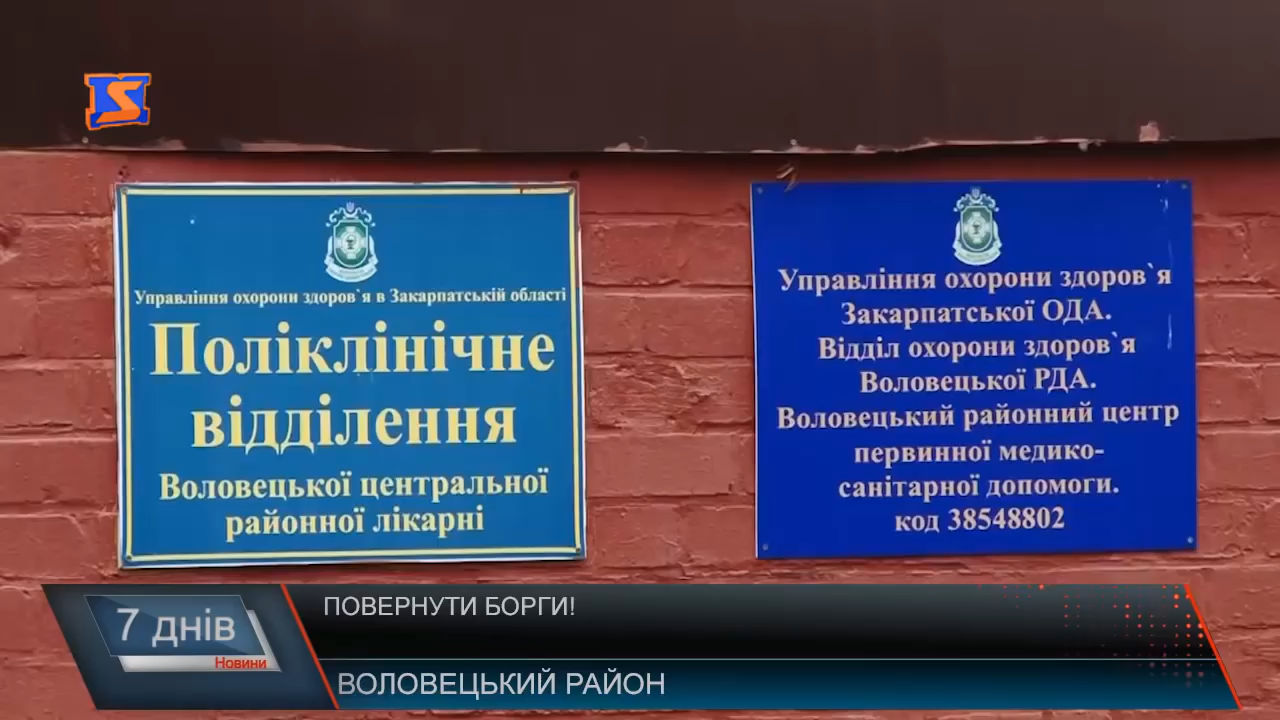 S
Управління охорони здоров`я в Закарпатській області
Поліклінічне
відділення
Воловецької центральної
районної лікарні
Управління охорони здоров`я
Закарпатської ОДА.
Відділ охорони здоров`я
Воловецької РДА.
Воловецький районний центр
первинної медико-
санітарної допомоги.
код 38548802
7 днів
Новини
ПОВЕРНУТИ БОРГИ!
ВОЛОВЕЦЬКИЙ РАЙОН